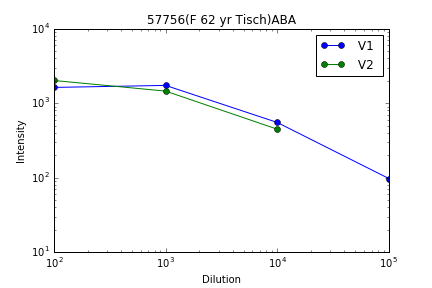 57756(F 62 yr Tisch)ABA
V1
V2
10^4
10^3
10^2
10^1
Intensity
10^2 10^3 10^4 10^5
Dilution